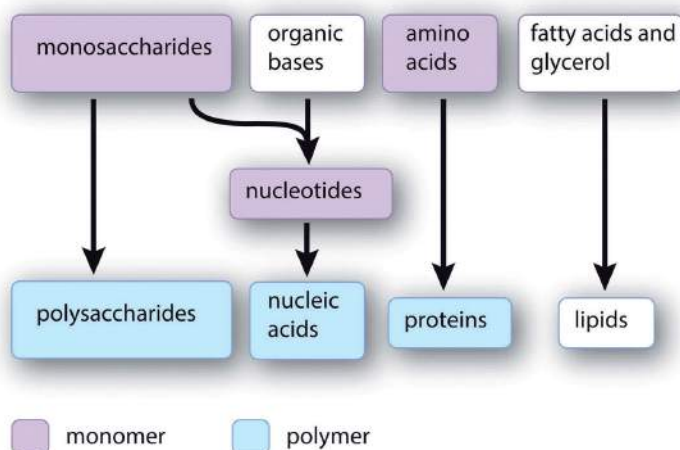 monosaccharides
organic
bases
amino
acids
fatty acids and
glycerol
nucleotides
polysaccharides
nucleic
acids
proteins
lipids
monomer
polymer